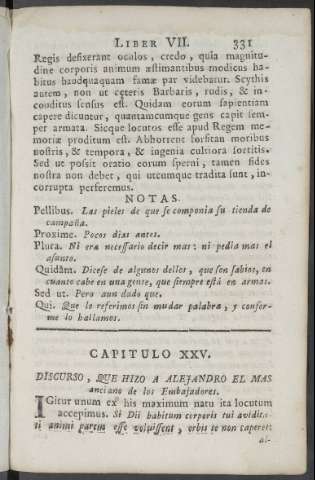 LIBER VII. 331
Regis defixerant oculos, credo, quia magnitu-
dine corporis animum æstimantibus modicus ha-
bitus haudquaquam famæ par videbatur. Scythis
autem, non ut ceteris Barbaris, rudis, & in-
conditus sensus est. Quidam eorum sapientiam
capere dicuntur, quantamcumque gens capit sem-
per armata. Sicque locutos esse apud Regem me-
moriæ proditum est. Abhorrent forsitan moribus
nostris, & tempora, & ingenia cultiora sortitis.
Sed ut possit oratio eorum sperni, tamen fides
nostra non debet, qui utcumque tradita sunt, in-
corrupta perferemus.
NOTAS.
Pellibus. Las pieles de que se componia su tienda de
campaña.
Proxime. Pocos dias antes.
Plura. Ni era necessario decir mas: ni pedia mas el
asunto.
Quidam. Dicese de algunos dellos, que son sabios, en
cuanto cabe en una gente, que siempre está en armas.
Sed ut. Pero aun dado que.
Qui. Que lo referimos sin mudar palabra, y confor-
me lo hallamos.
CAPITULO XXV.
DISCURSO, QUE HIZO A ALEJANDRO EL MAS
anciano de los Embajadores.
IGitur unum ex his maximum natu ita locutum
accepimus. Si Dii habitum corporis tui avidita-
ti animi parem esse voluissent, orbis te non caperet:
al-